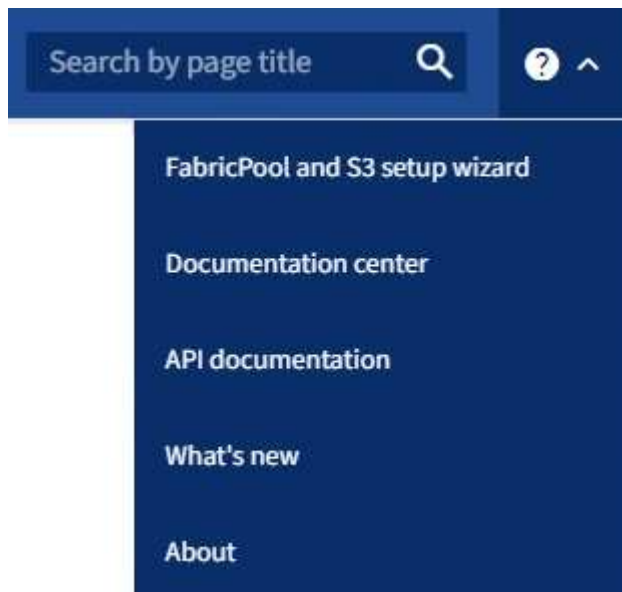 Search by page title
FabricPool and S3 setup wizard
Documentation center
API documentation
What's new
About